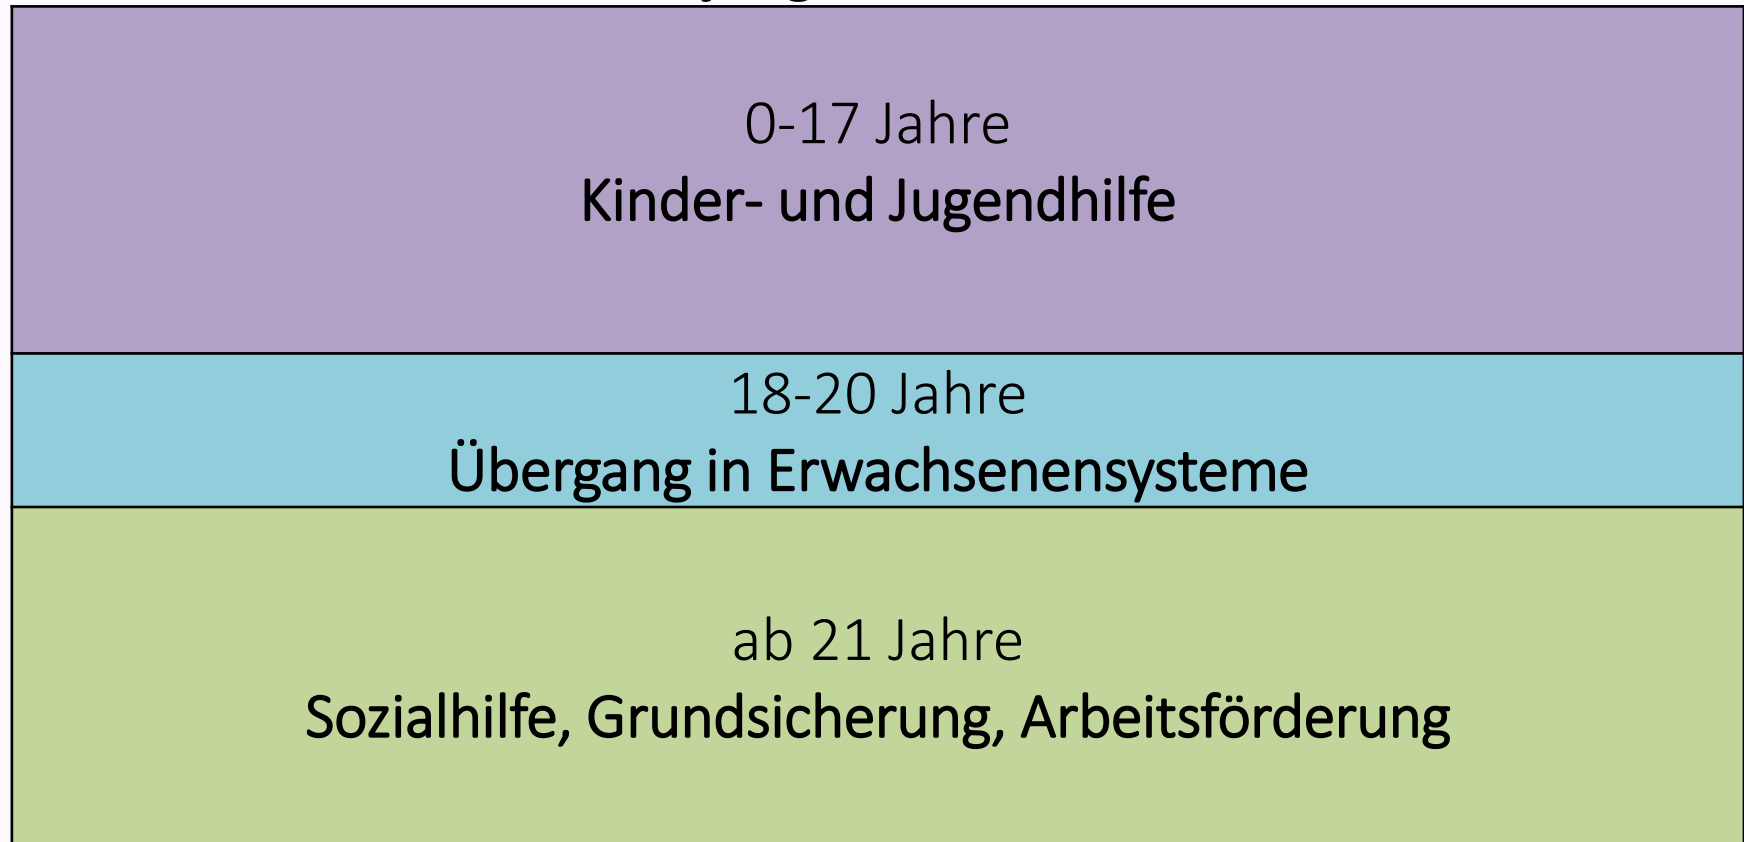 0-17 Jahre
Kinder- und Jugendhilfe
18-20 Jahre
Übergang in Erwachsenensysteme
ab 21 Jahre
Sozialhilfe, Grundsicherung, Arbeitsförderung